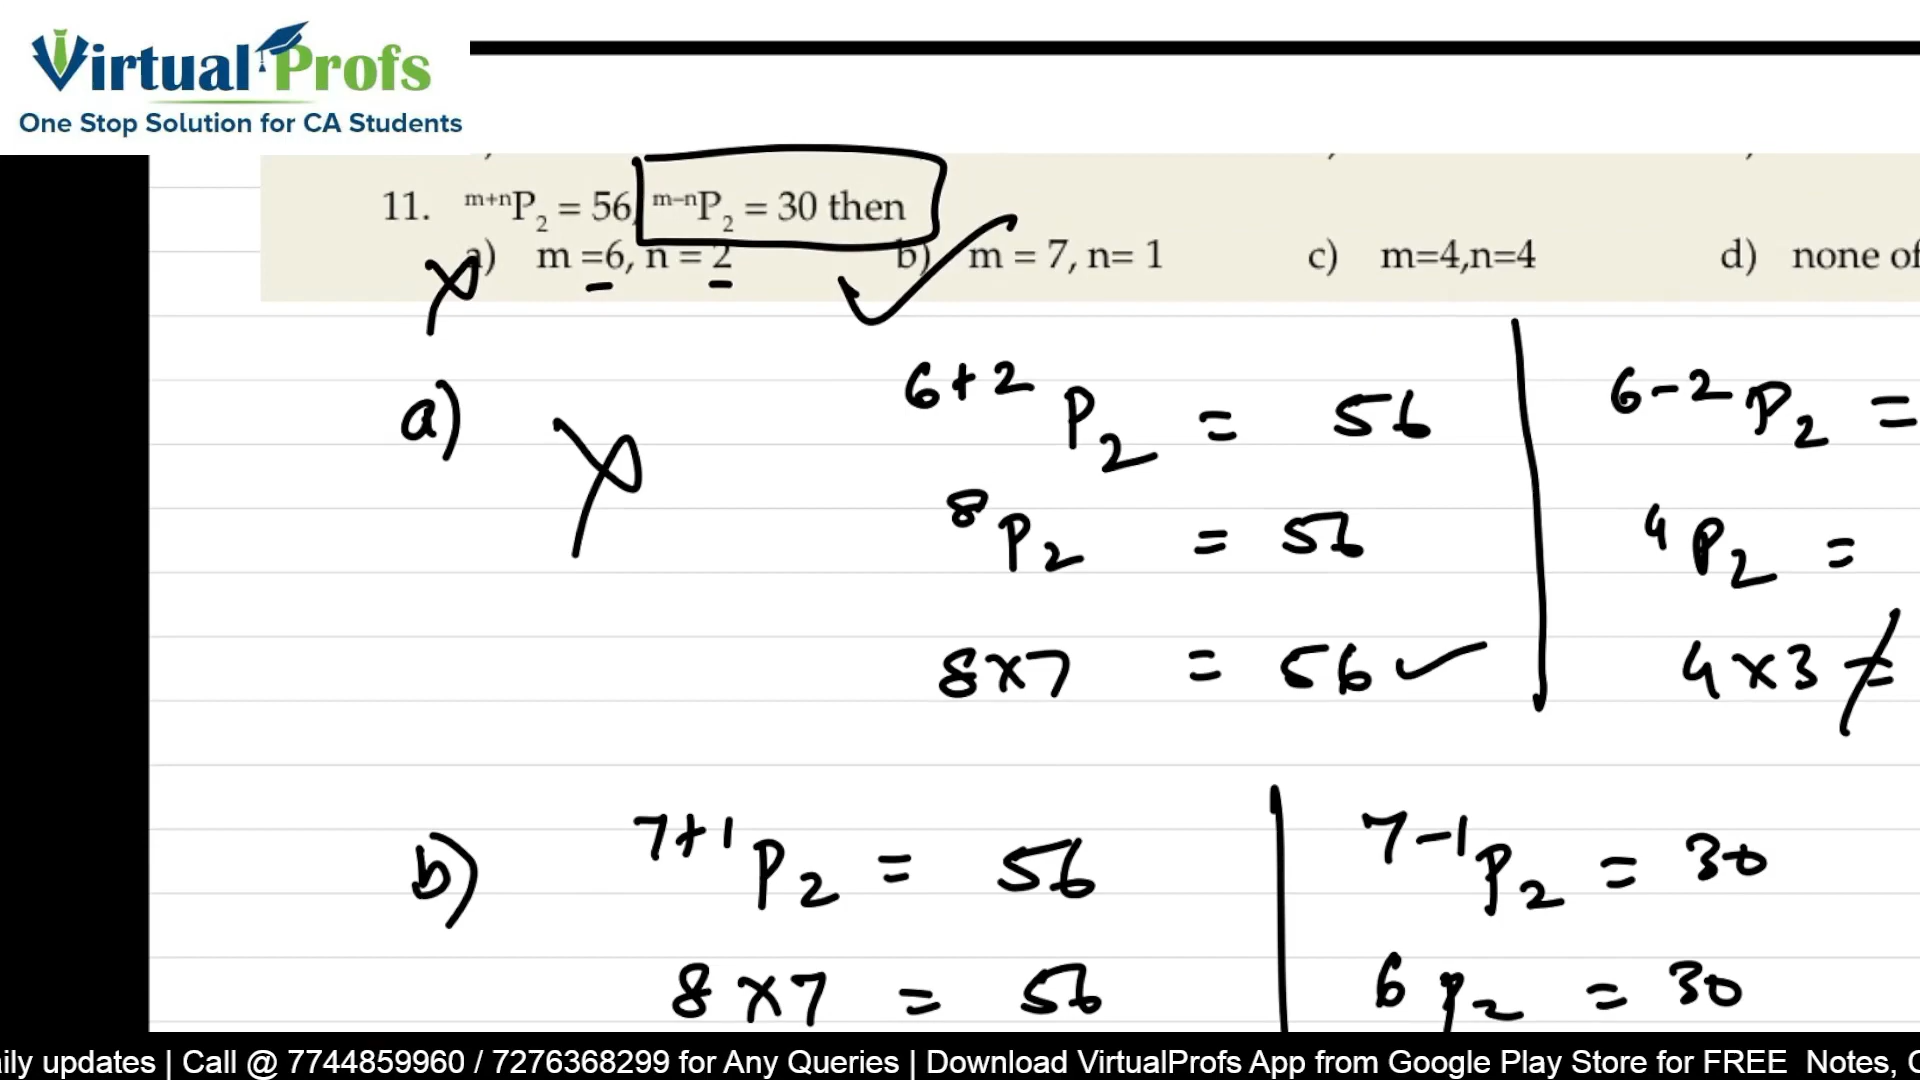 Virtual Profs
One Stop Solution for CA Students
11. m+nP2 = 56, m−nP2 = 30 then
a) m =6, n = 2 b) m = 7, n= 1 c) m=4,n=4 d) none of
a) 6+2P2 = 56 6-2P2 =
8P2 = 56 4P2 =
8×7 = 56 ✓ 4×3 ≠
b) 7+1P2 = 56 7-1P2 = 30
8×7 = 56 6P2 = 30
ily updates | Call @ 7744859960 / 7276368299 for Any Queries | Download VirtualProfs App from Google Play Store for FREE Notes,